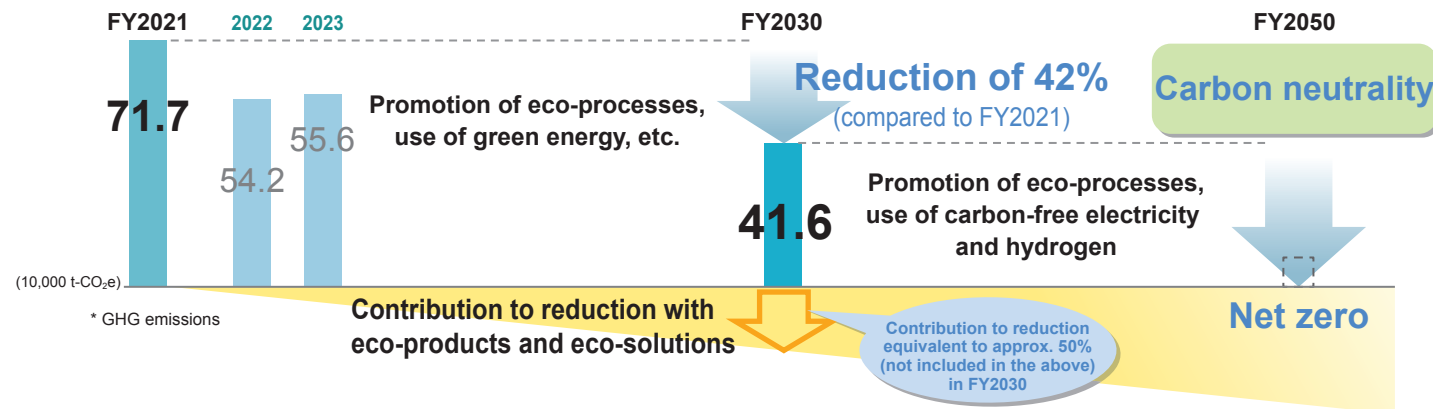 FY2021
2022
2023
FY2030
FY2050
71.7
54.2
55.6
Promotion of eco-processes,
use of green energy, etc.
Reduction of 42%
(compared to FY2021)
Carbon neutrality
41.6
Promotion of eco-processes,
use of carbon-free electricity
and hydrogen
(10,000 t-CO₂e)
* GHG emissions
Contribution to reduction with
eco-products and eco-solutions
Contribution to reduction
equivalent to approx. 50%
(not included in the above)
in FY2030
Net zero